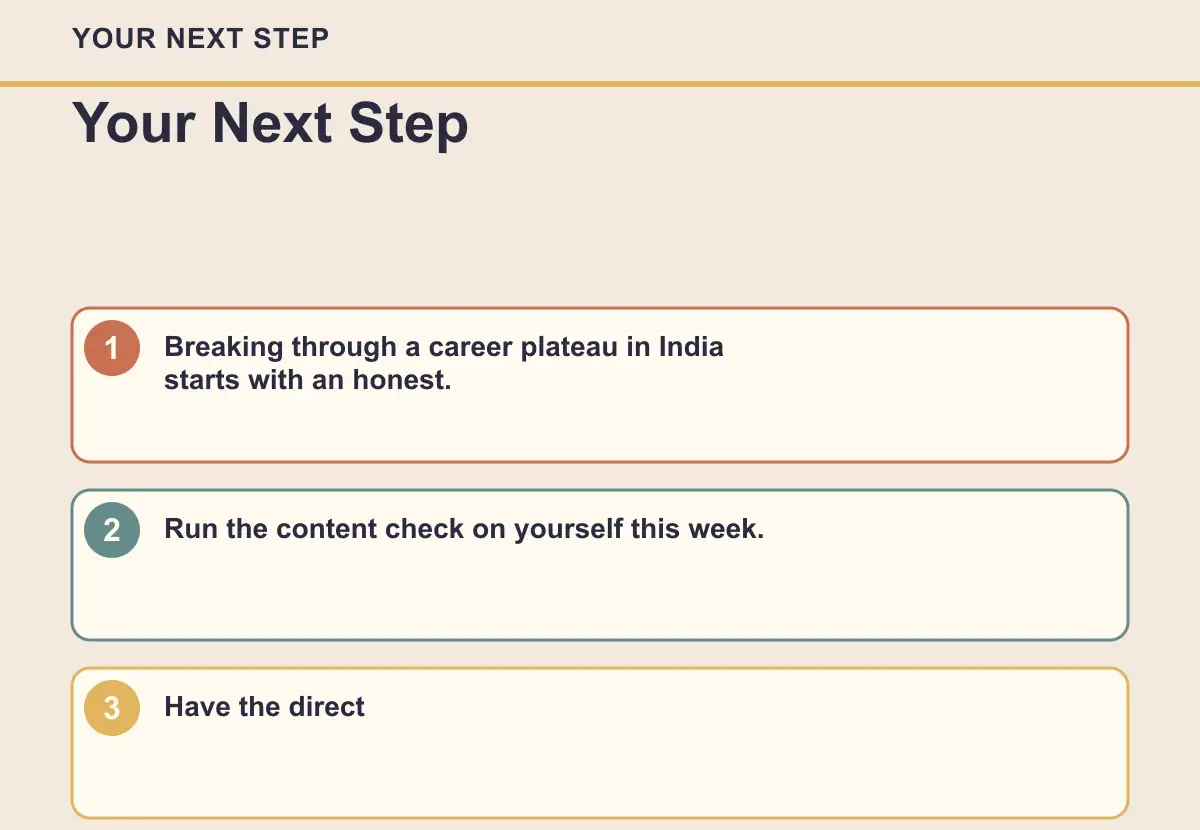 YOUR NEXT STEP
Your Next Step
1
Breaking through a career plateau in India
starts with an honest.
2
Run the content check on yourself this week.
3
Have the direct